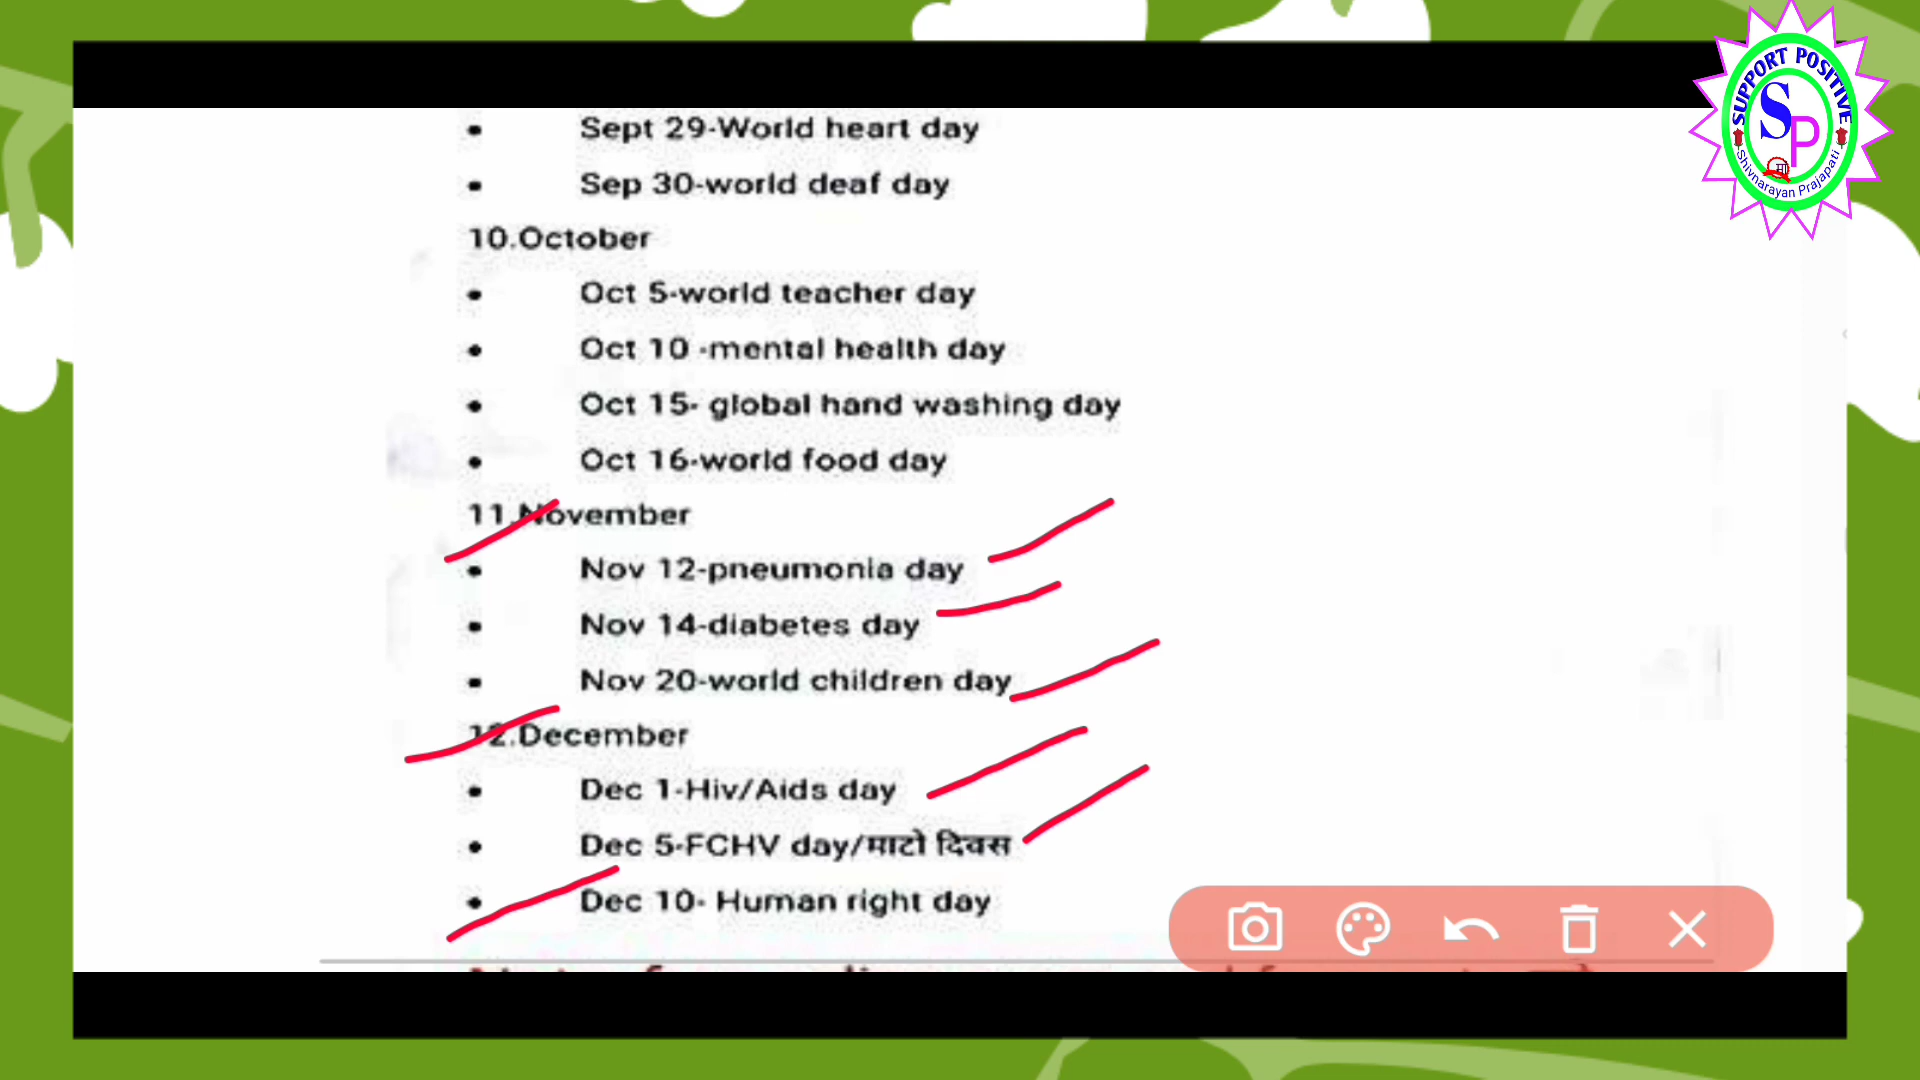 SUPPORT POSITIVE
SP
Shivnarayan Prajapati
• Sept 29-World heart day
• Sep 30-world deaf day
10.October
• Oct 5-world teacher day
• Oct 10 -mental health day
• Oct 15- global hand washing day
• Oct 16-world food day
11.November
• Nov 12-pneumonia day
• Nov 14-diabetes day
• Nov 20-world children day
12.December
• Dec 1-Hiv/Aids day
• Dec 5-FCHV day/माटो दिवस
• Dec 10- Human right day